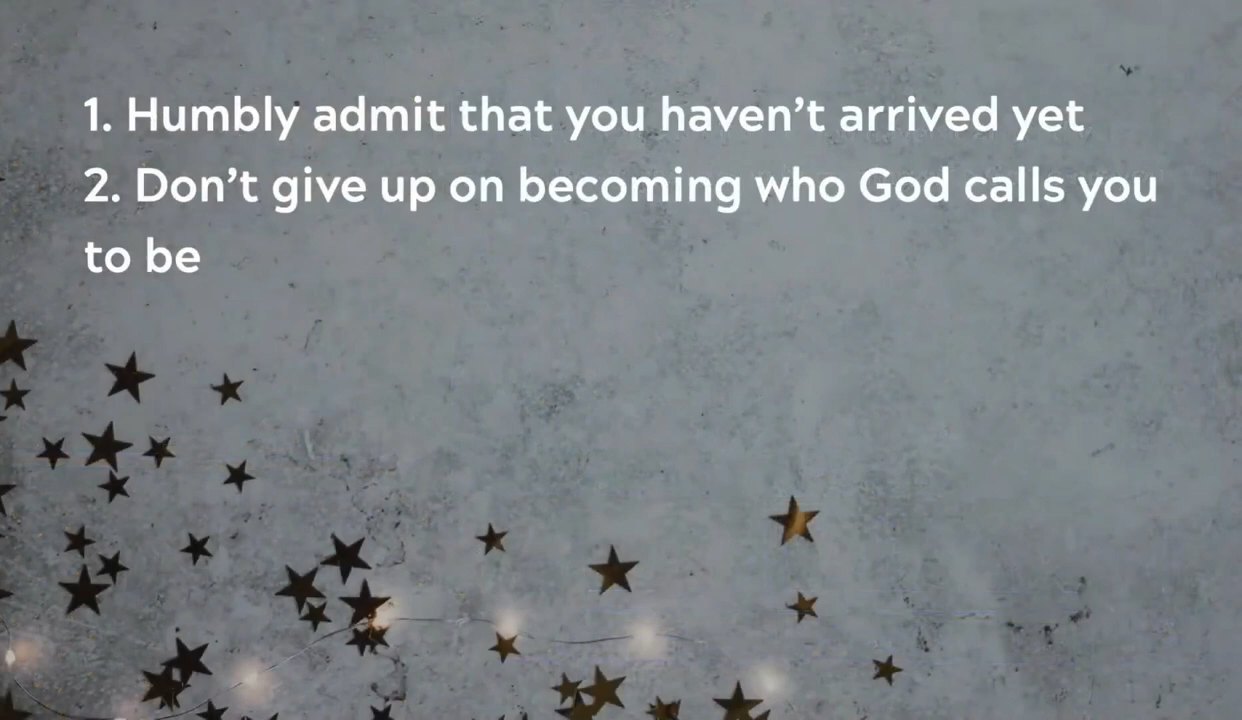 1. Humbly admit that you haven’t arrived yet
2. Don’t give up on becoming who God calls you
to be